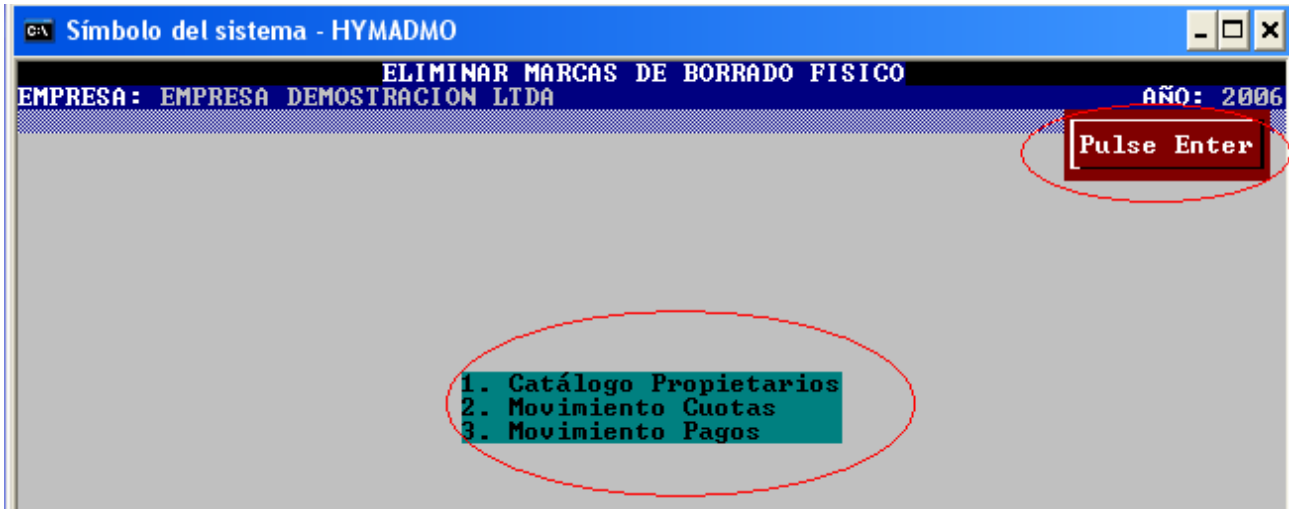 Símbolo del sistema - HYMADMO
ELIMINAR MARCAS DE BORRADO FISICO
EMPRESA: EMPRESA DEMOSTRACION LTDA AÑO: 2006
Pulse Enter
1. Catálogo Propietarios
2. Movimiento Cuotas
3. Movimiento Pagos